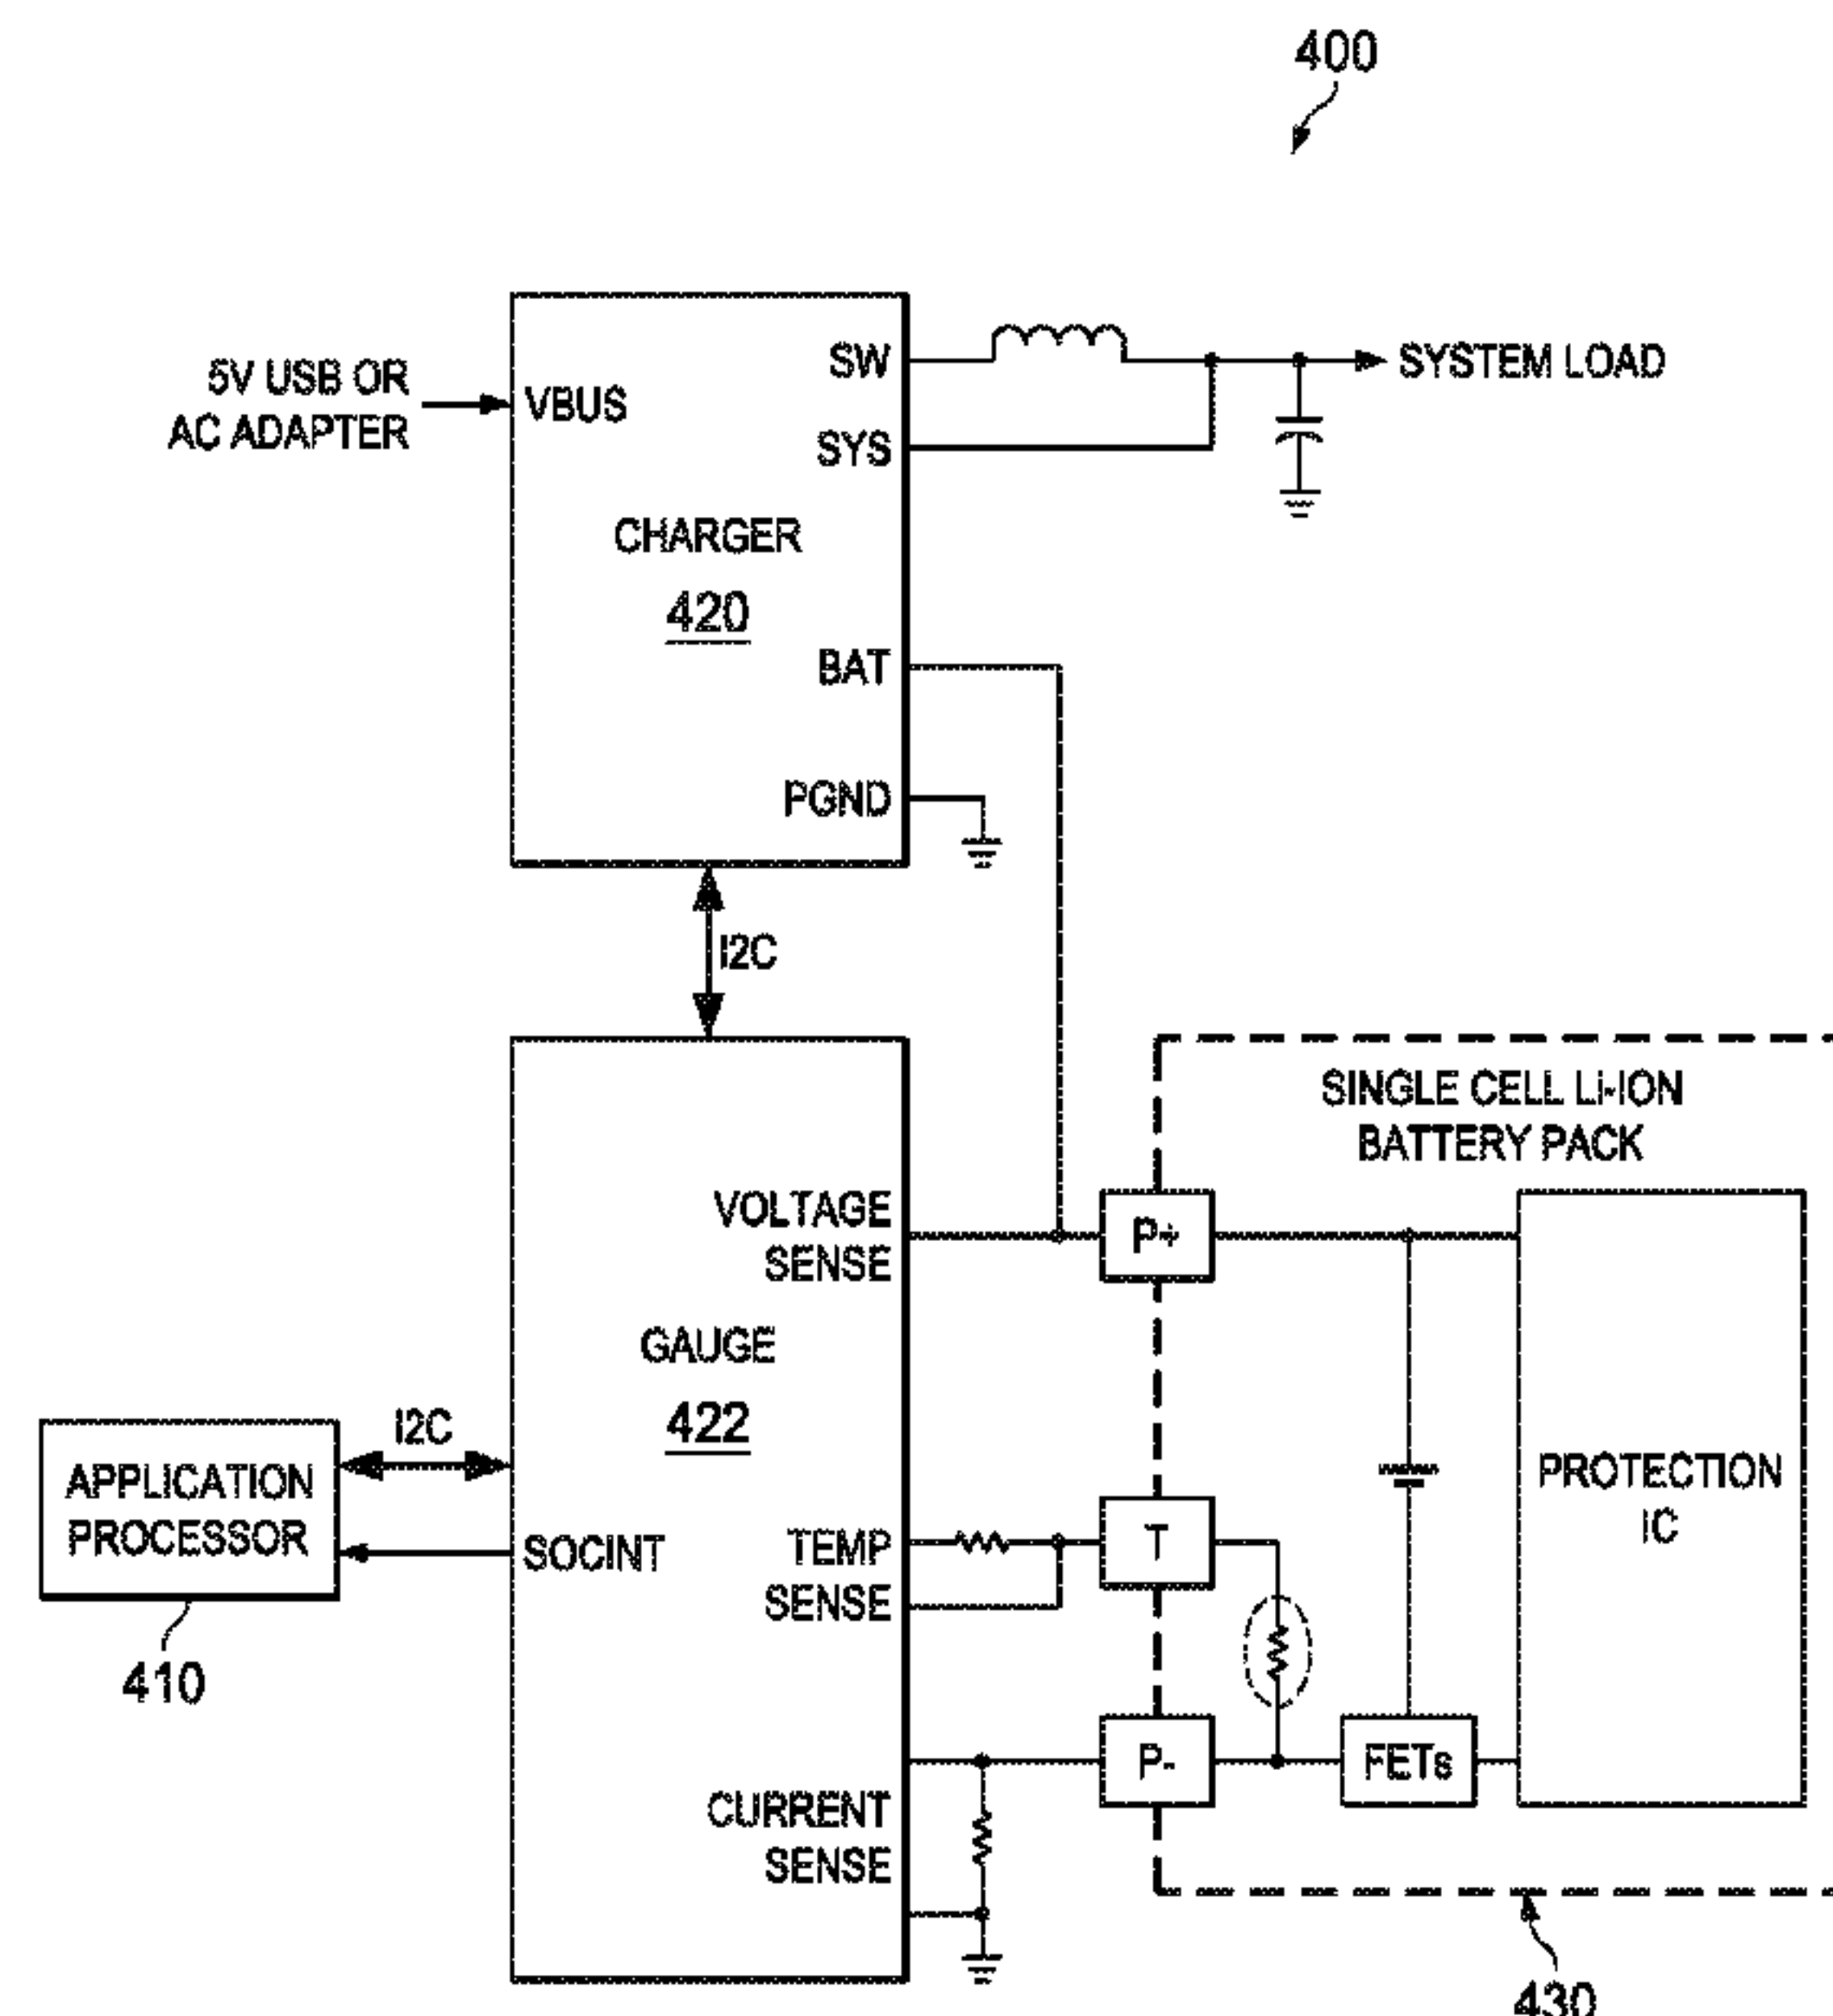 400
5V USB OR
AC ADAPTER
VBUS
SW
SYS
SYSTEM LOAD
CHARGER
420
BAT
PGND
I2C
SINGLE CELL Li-ION
BATTERY PACK
VOLTAGE
SENSE
P+
GAUGE
422
I2C
APPLICATION
PROCESSOR
SOCINT
TEMP
SENSE
T
PROTECTION
IC
410
P-
FETs
CURRENT
SENSE
430